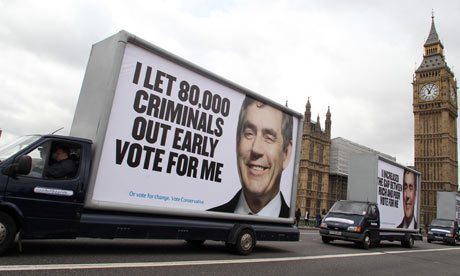 I LET 80,000
CRIMINALS
OUT EARLY
VOTE FOR ME
Or vote for change. Vote Conservative
I INCREASED
THE GAP BETWEEN
RICH AND POOR
VOTE FOR ME